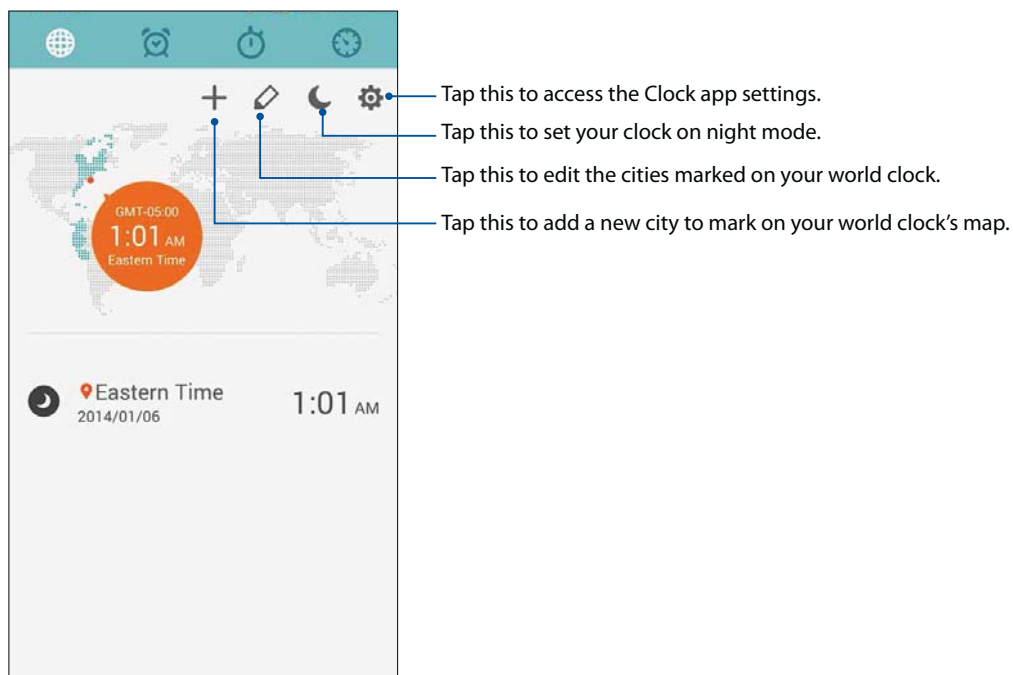 Tap this to access the Clock app settings.
Tap this to set your clock on night mode.
Tap this to edit the cities marked on your world clock.
Tap this to add a new city to mark on your world clock's map.
GMT-05:00
1:01 AM
Eastern Time
Eastern Time
1:01 AM
2014/01/06